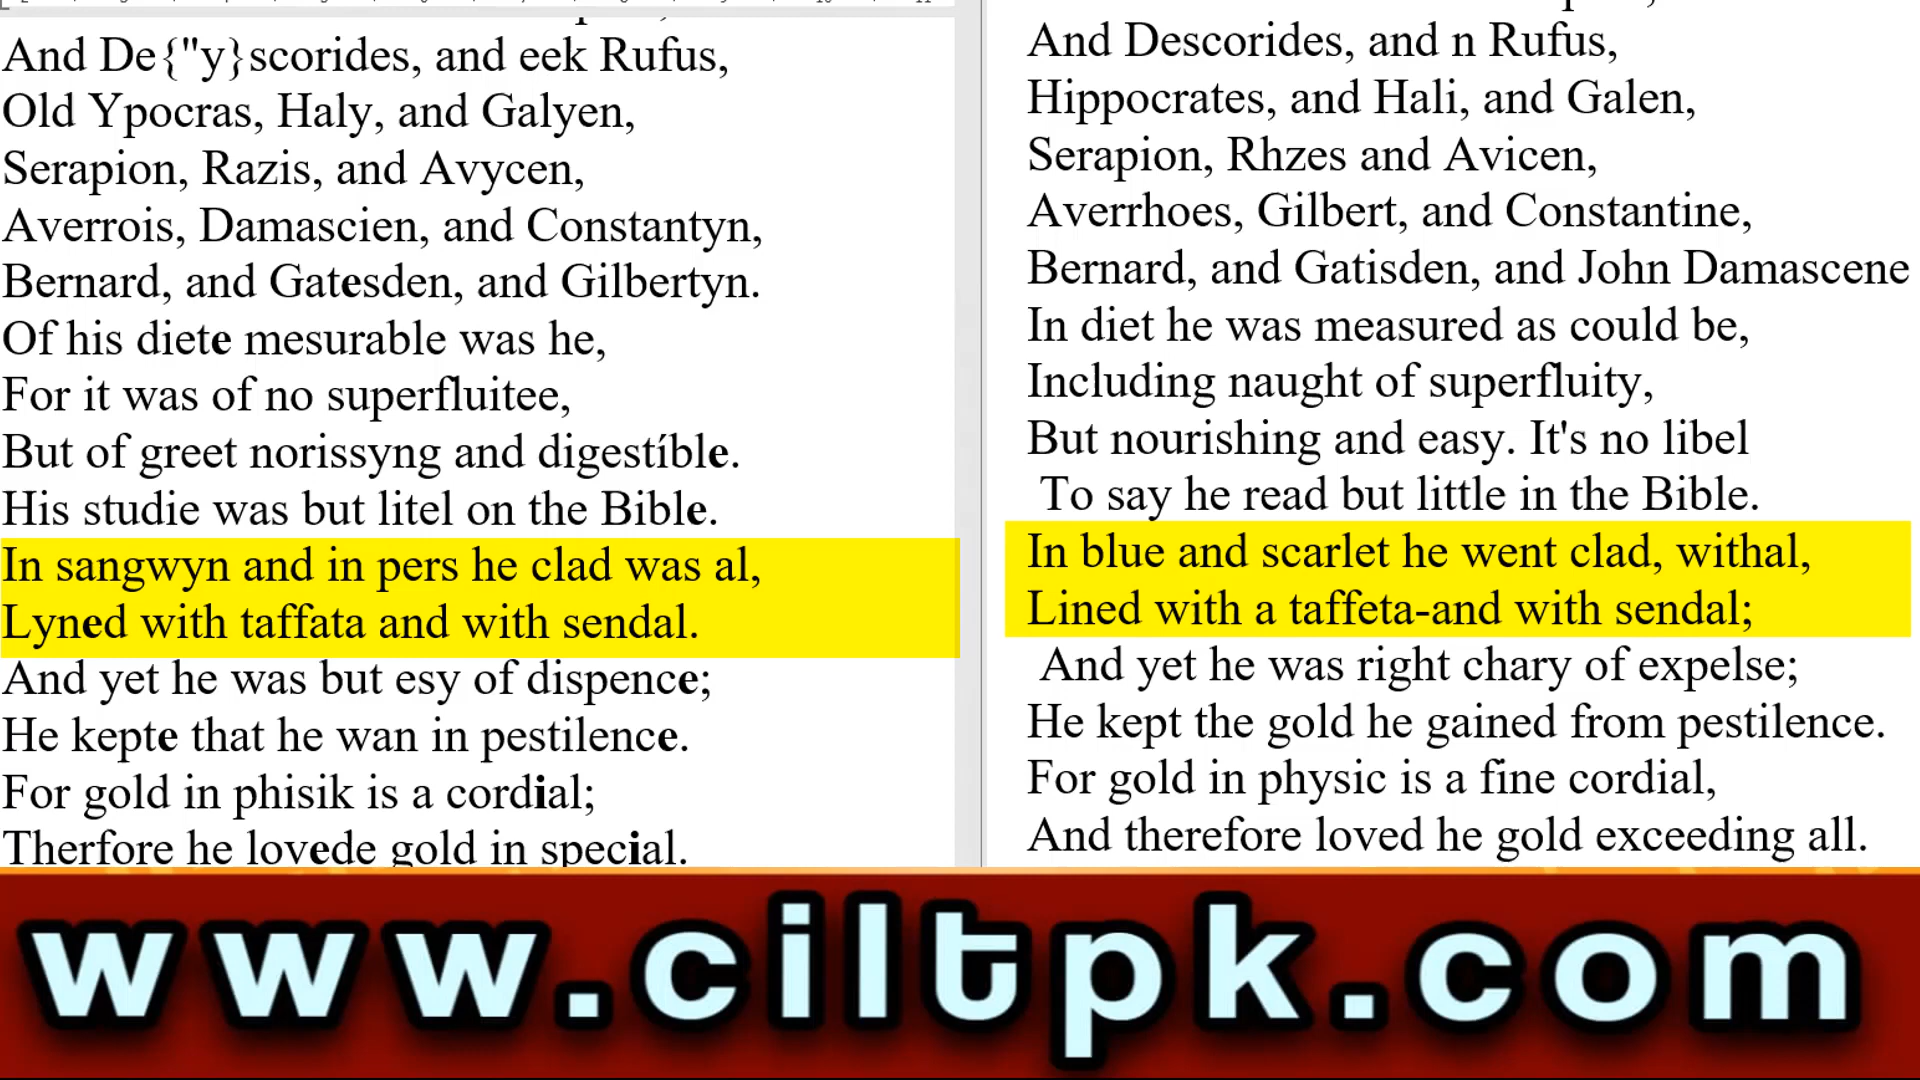 And De{"y}scorides, and eek Rufus,
Old Ypocras, Haly, and Galyen,
Serapion, Razis, and Avycen,
Averrois, Damascien, and Constantyn,
Bernard, and Gatesden, and Gilbertyn.
Of his diete mesurable was he,
For it was of no superfluitee,
But of greet norissyng and digestíble.
His studie was but litel on the Bible.
In sangwyn and in pers he clad was al,
Lyned with taffata and with sendal.
And yet he was but esy of dispence;
He kepte that he wan in pestilence.
For gold in phisik is a cordial;
Therfore he lovede gold in special.
And Descorides, and n Rufus,
Hippocrates, and Hali, and Galen,
Serapion, Rhzes and Avicen,
Averrhoes, Gilbert, and Constantine,
Bernard, and Gatisden, and John Damascene
In diet he was measured as could be,
Including naught of superfluity,
But nourishing and easy. It's no libel
To say he read but little in the Bible.
In blue and scarlet he went clad, withal,
Lined with a taffeta-and with sendal;
And yet he was right chary of expelse;
He kept the gold he gained from pestilence.
For gold in physic is a fine cordial,
And therefore loved he gold exceeding all.
www.ciltpk.com